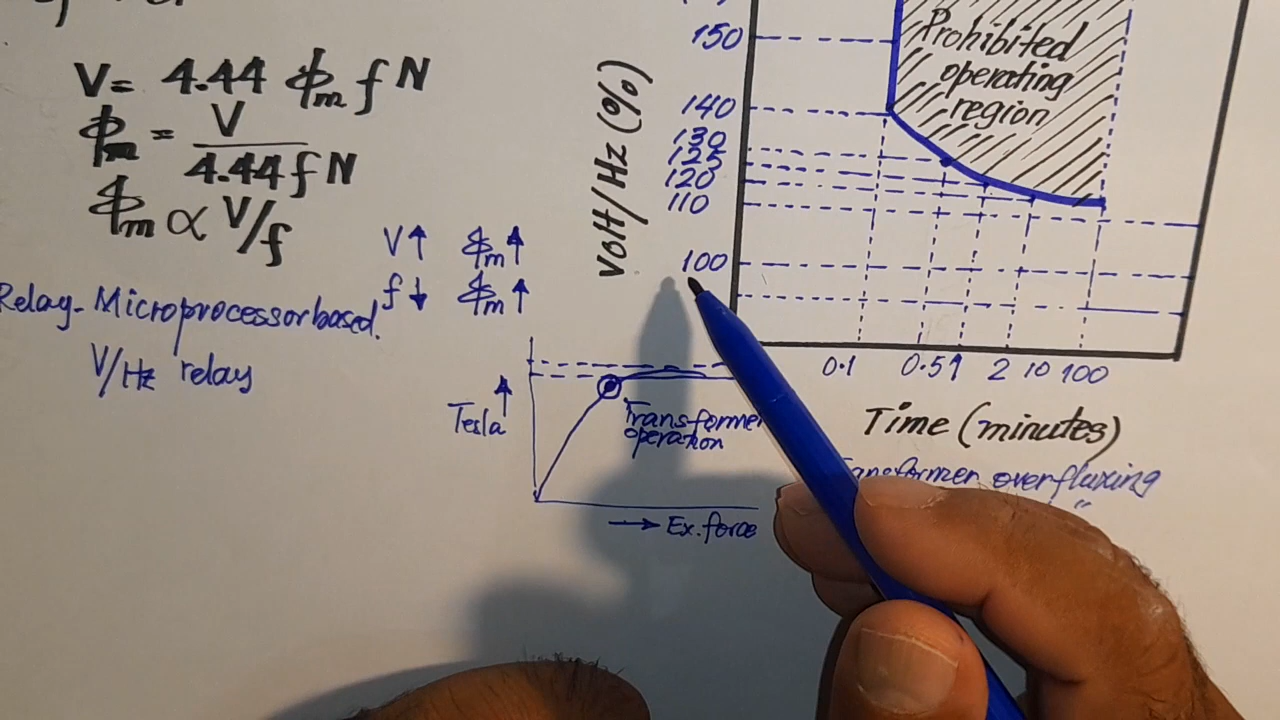 V= 4.44 ϕm f N
ϕm = V / 4.44 f N
ϕm ∝ V/f
V↑ ϕm↑
f↓ ϕm↑
Relay-Microprocessor based.
V/Hz relay
Tesla
Transformer
operation
→ Ex.force
Volt/Hz (%)
150
140
130
125
120
110
100
Prohibited
operating
region
0.1 0.5 1 2 10 100
Time (minutes)
overfluxing